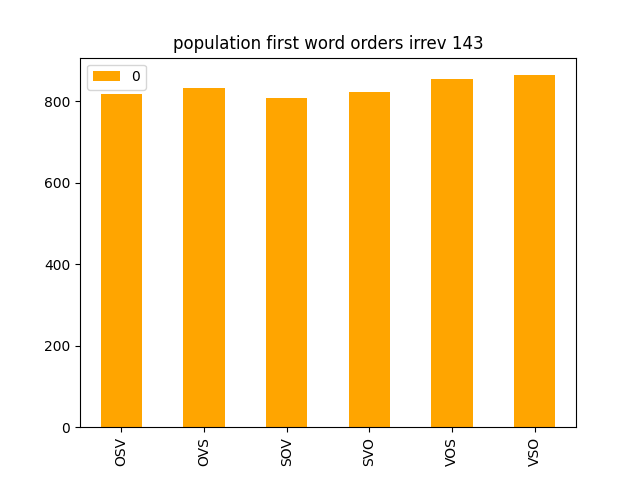 population first word orders irrev 143
0
800
600
400
200
0
OSV
OVS
SOV
SVO
VOS
VSO